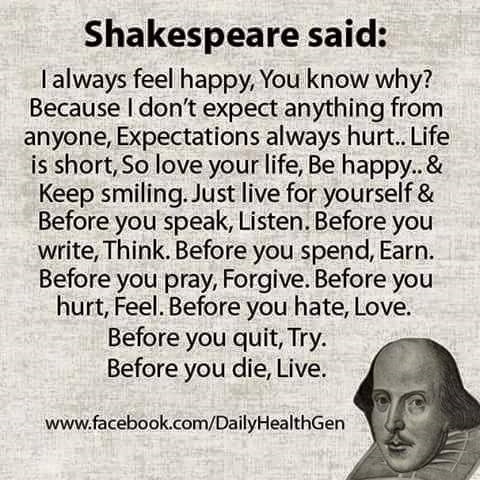 Shakespeare said:
I always feel happy, You know why?
Because I don't expect anything from
anyone, Expectations always hurt.. Life
is short, So love your life, Be happy.. &
Keep smiling. Just live for yourself &
Before you speak, Listen. Before you
write, Think. Before you spend, Earn.
Before you pray, Forgive. Before you
hurt, Feel. Before you hate, Love.
Before you quit, Try.
Before you die, Live.
www.facebook.com/DailyHealthGen